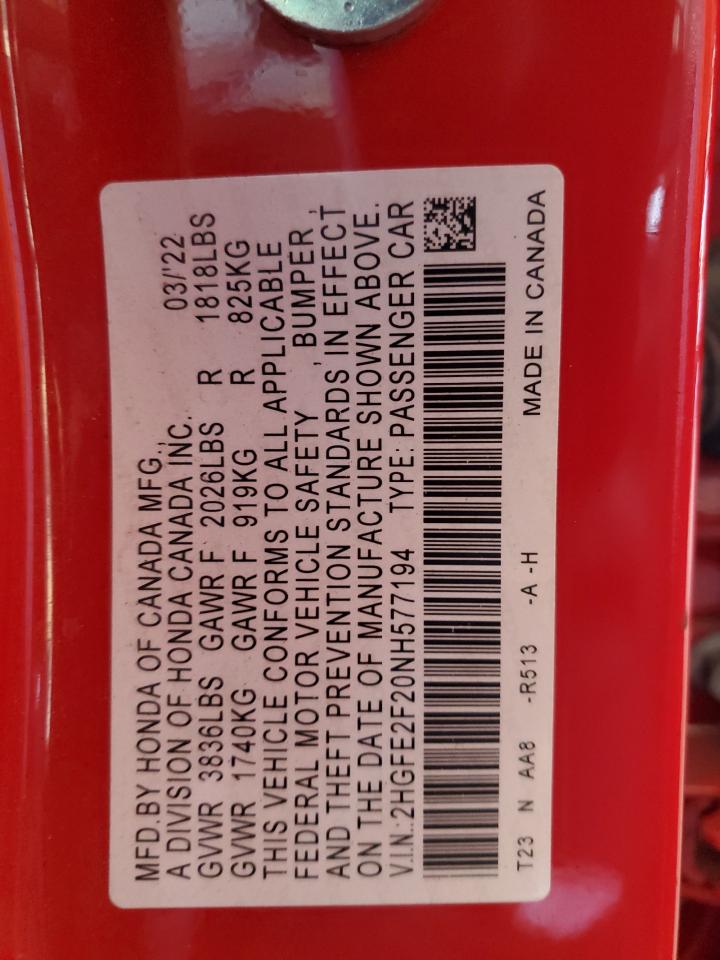 MFD.BY HONDA OF CANADA MFG., 03/'22
A DIVISION OF HONDA CANADA INC.
GVWR 3836LBS GAWR F 2026LBS R 1818LBS
GVWR 1740KG GAWR F 919KG R 825KG
THIS VEHICLE CONFORMS TO ALL APPLICABLE
FEDERAL MOTOR VEHICLE SAFETY , BUMPER ,
AND THEFT PREVENTION STANDARDS IN EFFECT
ON THE DATE OF MANUFACTURE SHOWN ABOVE.
V.I.N.:2HGFE2F20NH577194 TYPE: PASSENGER CAR
T23 N AA8 -R513 -A -H MADE IN CANADA